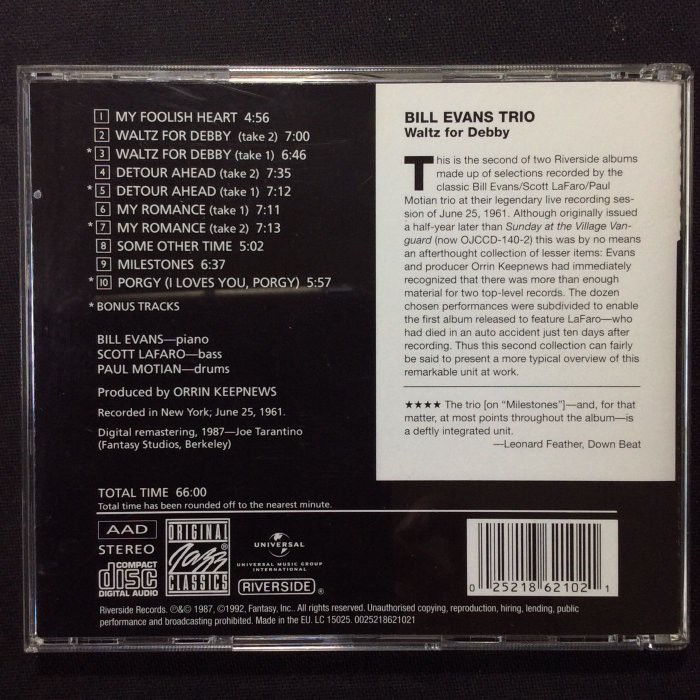 1 MY FOOLISH HEART 4:56
2 WALTZ FOR DEBBY (take 2) 7:00
* 3 WALTZ FOR DEBBY (take 1) 6:46
4 DETOUR AHEAD (take 2) 7:35
* 5 DETOUR AHEAD (take 1) 7:12
6 MY ROMANCE (take 1) 7:11
* 7 MY ROMANCE (take 2) 7:13
8 SOME OTHER TIME 5:02
9 MILESTONES 6:37
* 10 PORGY (I LOVES YOU, PORGY) 5:57
* BONUS TRACKS
BILL EVANS—piano
SCOTT LAFARO—bass
PAUL MOTIAN—drums
Produced by ORRIN KEEPNEWS
Recorded in New York; June 25, 1961.
Digital remastering, 1987—Joe Tarantino
(Fantasy Studios, Berkeley)
TOTAL TIME 66:00
Total time has been rounded off to the nearest minute.
BILL EVANS TRIO
Waltz for Debby
This is the second of two Riverside albums
made up of selections recorded by the
classic Bill Evans/Scott LaFaro/Paul
Motian trio at their legendary live recording ses-
sion of June 25, 1961. Although originally issued
a half-year later than Sunday at the Village Van-
guard (now OJCCD-140-2) this was by no means
an afterthought collection of lesser items: Evans
and producer Orrin Keepnews had immediately
recognized that there was more than enough
material for two top-level records. The dozen
chosen performances were subdivided to enable
the first album released to feature LaFaro—who
had died in an auto accident just ten days after
recording. Thus this second collection can fairly
be said to present a more typical overview of this
remarkable unit at work.
★★★★ The trio [on "Milestones"]—and, for that
matter, at most points throughout the album—is
a deftly integrated unit.
—Leonard Feather, Down Beat
AAD
STEREO
COMPACT
disc
DIGITAL AUDIO
ORIGINAL
Jazz
CLASSICS
UNIVERSAL
UNIVERSAL MUSIC GROUP
INTERNATIONAL
RIVERSIDE
0 25218 62102 1
Riverside Records. ℗&© 1987, ©1992, Fantasy, Inc.. All rights reserved. Unauthorised copying, reproduction, hiring, lending, public
performance and broadcasting prohibited. Made in the EU. LC 15025. 0025218621021